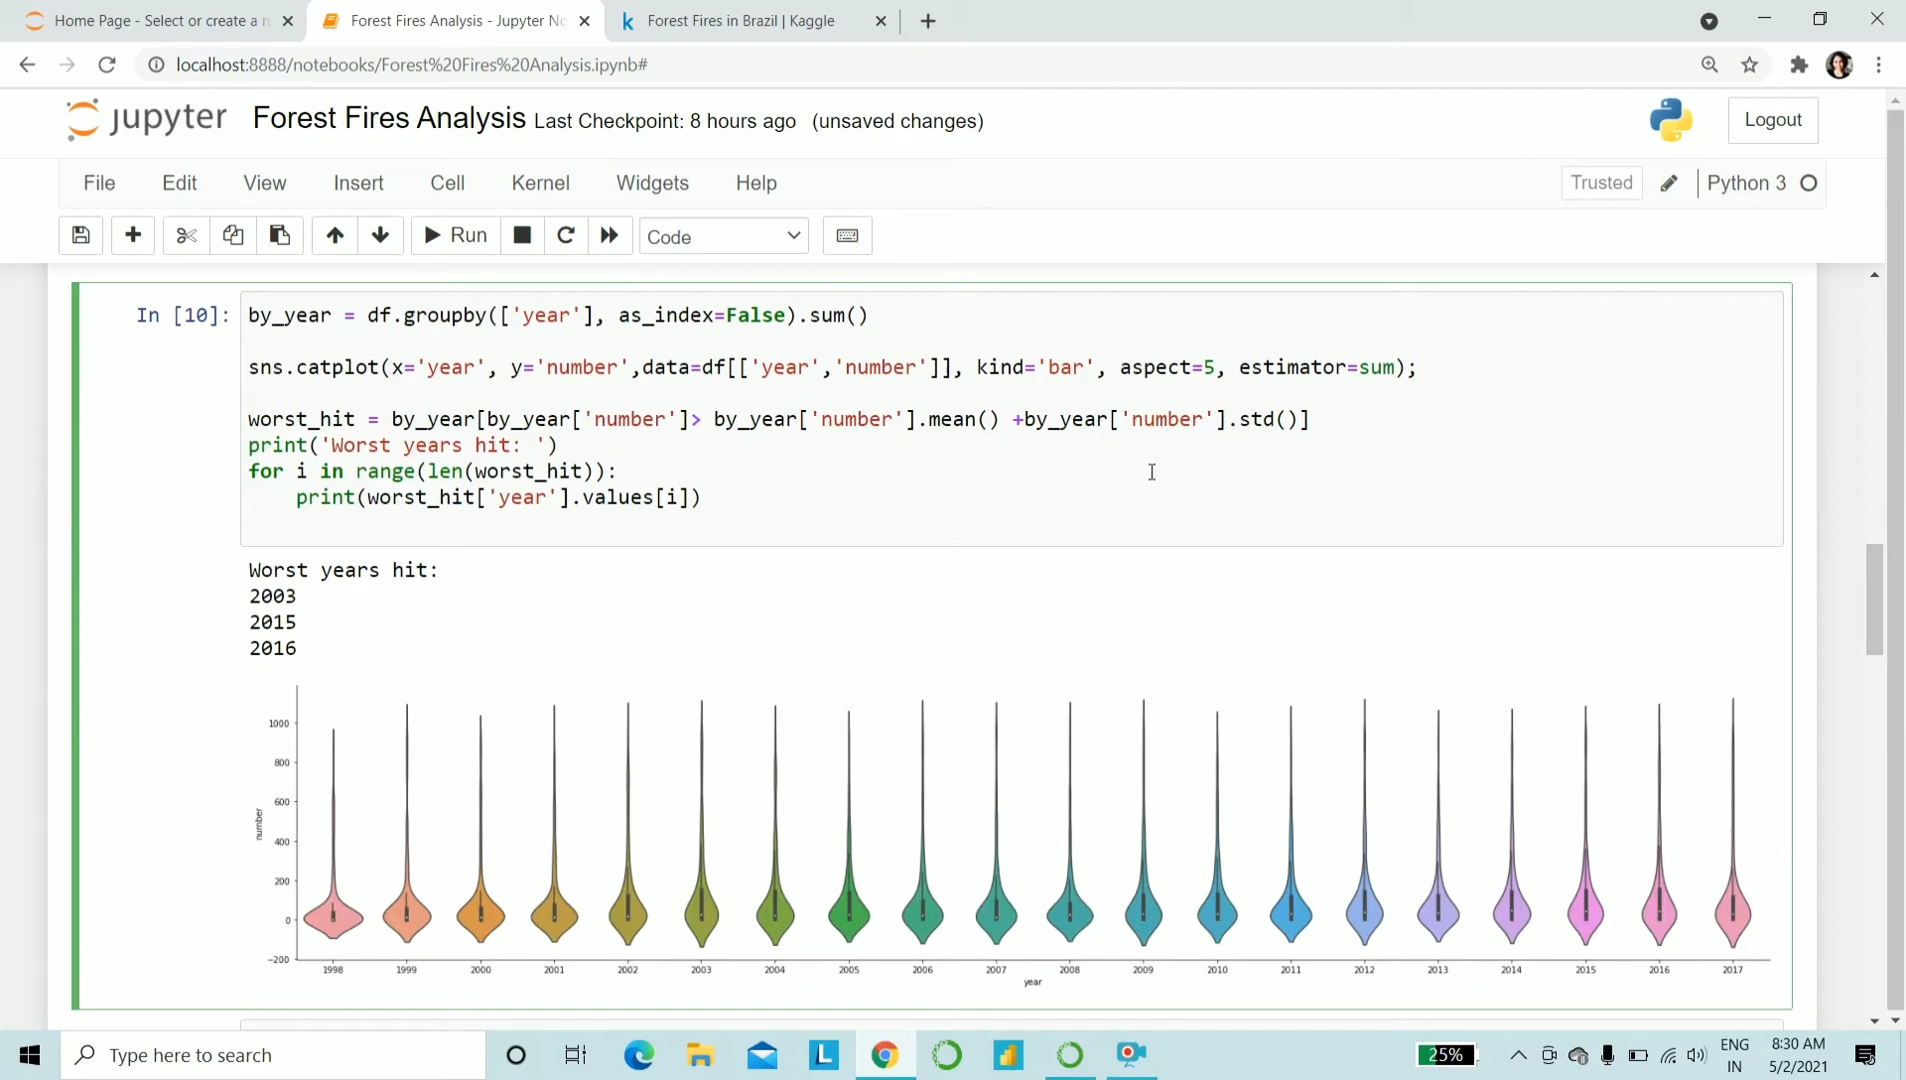 Home Page - Select or create a n
Forest Fires Analysis - Jupyter No
Forest Fires in Brazil | Kaggle
localhost:8888/notebooks/Forest%20Fires%20Analysis.ipynb#
jupyter Forest Fires Analysis Last Checkpoint: 8 hours ago (unsaved changes)
Logout
File Edit View Insert Cell Kernel Widgets Help
Trusted
Python 3
Run
Code
In [10]:
by_year = df.groupby(['year'], as_index=False).sum()
sns.catplot(x='year', y='number',data=df[['year','number']], kind='bar', aspect=5, estimator=sum);
worst_hit = by_year[by_year['number']> by_year['number'].mean() +by_year['number'].std()]
print('Worst years hit: ')
for i in range(len(worst_hit)):
    print(worst_hit['year'].values[i])
Worst years hit:
2003
2015
2016
1000
800
600
400
200
0
-200
number
1998 1999 2000 2001 2002 2003 2004 2005 2006 2007 2008 2009 2010 2011 2012 2013 2014 2015 2016 2017
year
Type here to search
L
25%
ENG
IN
8:30 AM
5/2/2021